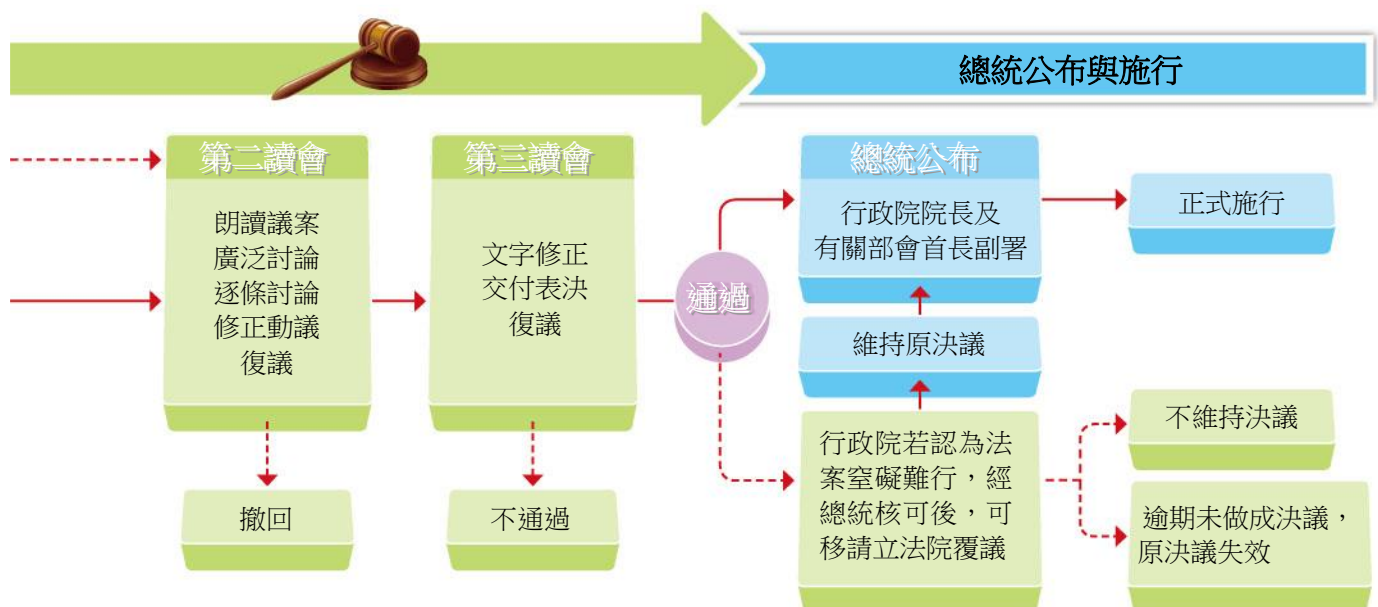 總統公布與施行
第二讀會
朗讀議案
廣泛討論
逐條討論
修正動議
復議
撤回
第三讀會
文字修正
交付表決
復議
不通過
通過
總統公布
行政院院長及
有關部會首長副署
正式施行
維持原決議
行政院若認為法
案窒礙難行，經
總統核可後，可
移請立法院覆議
不維持決議
逾期未做成決議，
原決議失效